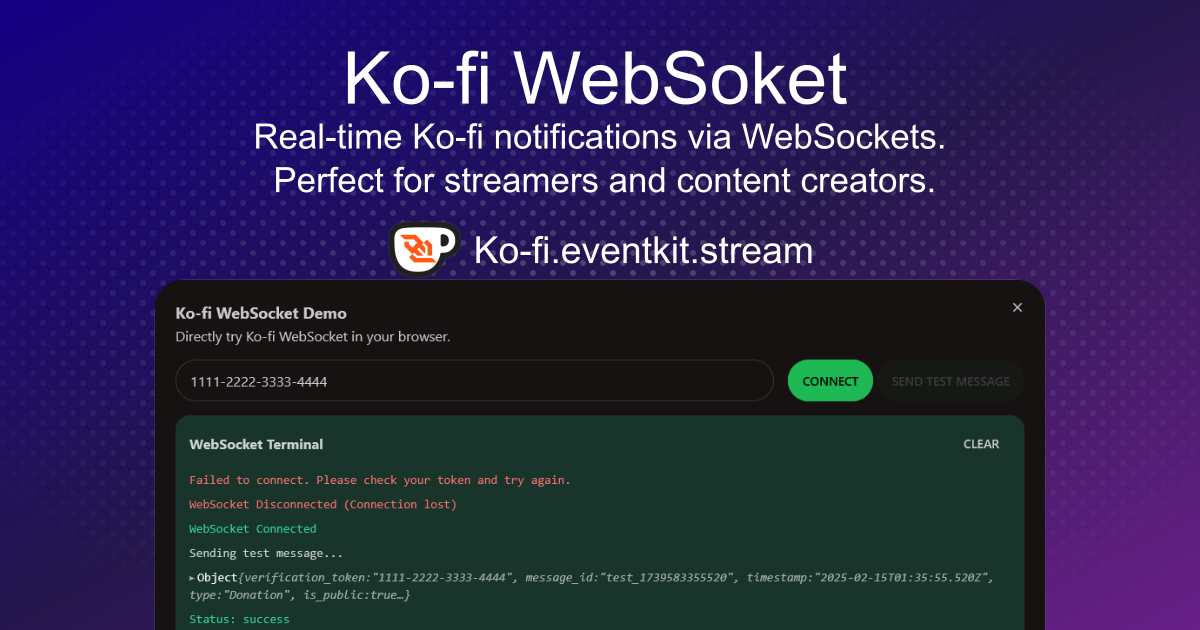 Ko-fi WebSoket
Real-time Ko-fi notifications via WebSockets.
Perfect for streamers and content creators.
Ko-fi.eventkit.stream
Ko-fi WebSocket Demo
×
Directly try Ko-fi WebSocket in your browser.
1111-2222-3333-4444 CONNECT SEND TEST MESSAGE
WebSocket Terminal CLEAR
Failed to connect. Please check your token and try again.
WebSocket Disconnected (Connection lost)
WebSocket Connected
Sending test message...
▸Object{verification_token:"1111-2222-3333-4444", message_id:"test_1739583355520", timestamp:"2025-02-15T01:35:55.520Z",
type:"Donation", is_public:true…}
Status: success